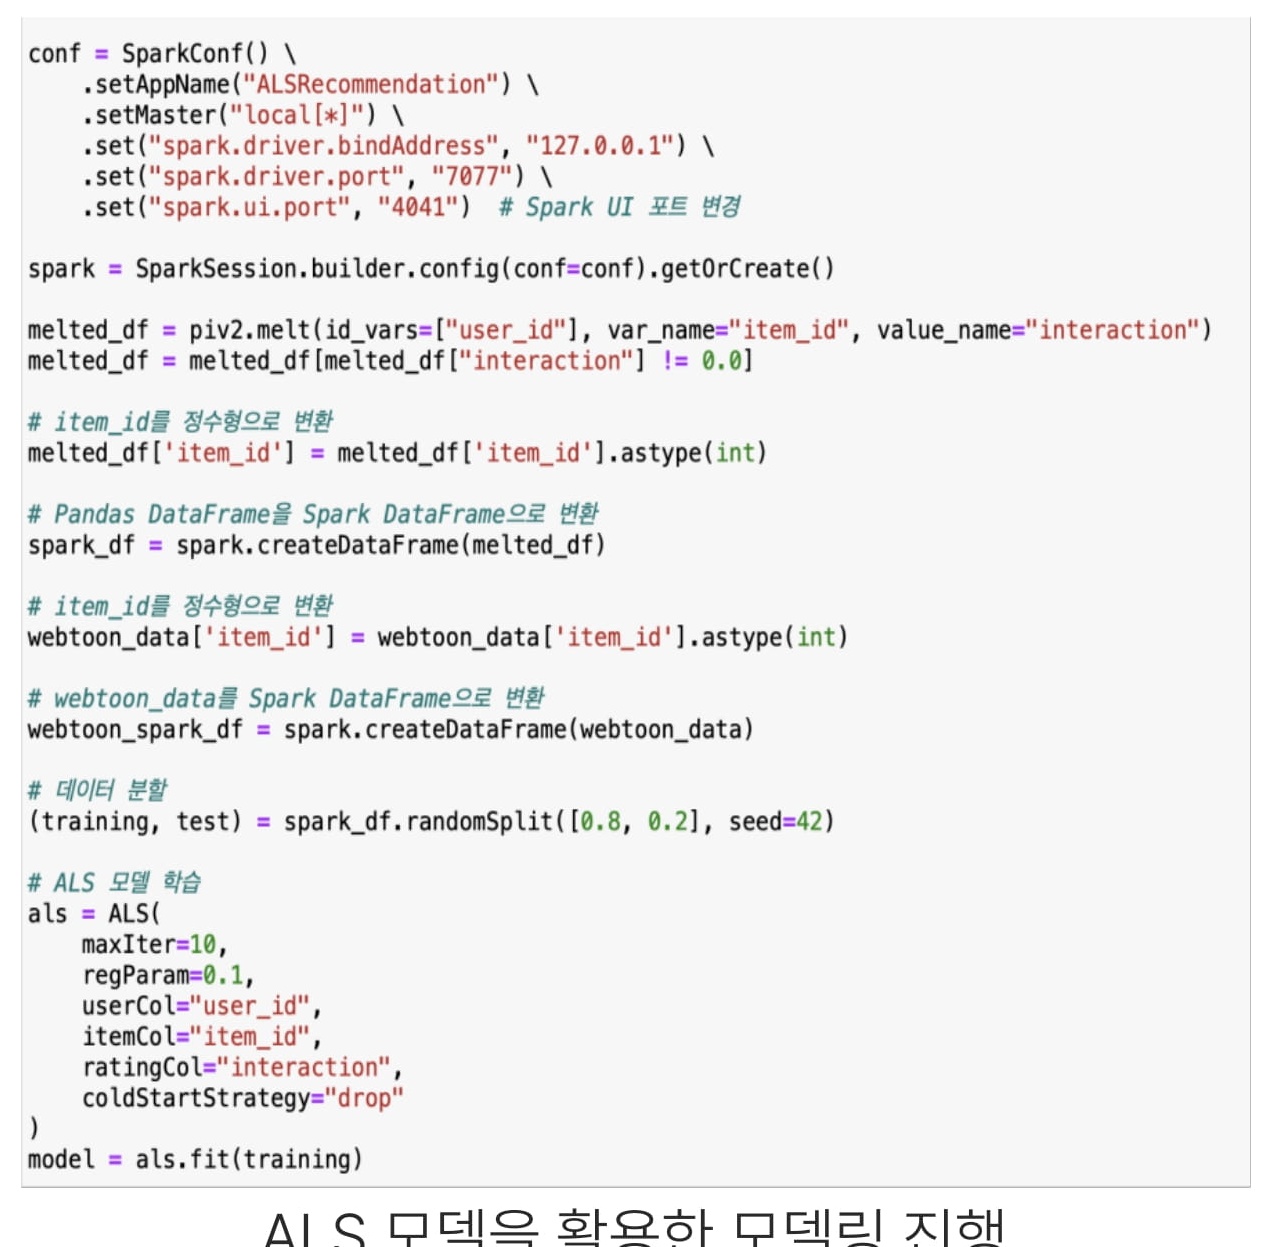 conf = SparkConf() \
.setAppName("ALSRecommendation") \
.setMaster("local[*]") \
.set("spark.driver.bindAddress", "127.0.0.1") \
.set("spark.driver.port", "7077") \
.set("spark.ui.port", "4041")  # Spark UI 포트 변경
spark = SparkSession.builder.config(conf=conf).getOrCreate()
melted_df = piv2.melt(id_vars=["user_id"], var_name="item_id", value_name="interaction")
melted_df = melted_df[melted_df["interaction"] != 0.0]
# item_id를 정수형으로 변환
melted_df['item_id'] = melted_df['item_id'].astype(int)
# Pandas DataFrame을 Spark DataFrame으로 변환
spark_df = spark.createDataFrame(melted_df)
# item_id를 정수형으로 변환
webtoon_data['item_id'] = webtoon_data['item_id'].astype(int)
# webtoon_data를 Spark DataFrame으로 변환
webtoon_spark_df = spark.createDataFrame(webtoon_data)
# 데이터 분할
(training, test) = spark_df.randomSplit([0.8, 0.2], seed=42)
# ALS 모델 학습
als = ALS(
maxIter=10,
regParam=0.1,
userCol="user_id",
itemCol="item_id",
ratingCol="interaction",
coldStartStrategy="drop"
)
model = als.fit(training)
ALS 모델을 활용한 모델링 진행